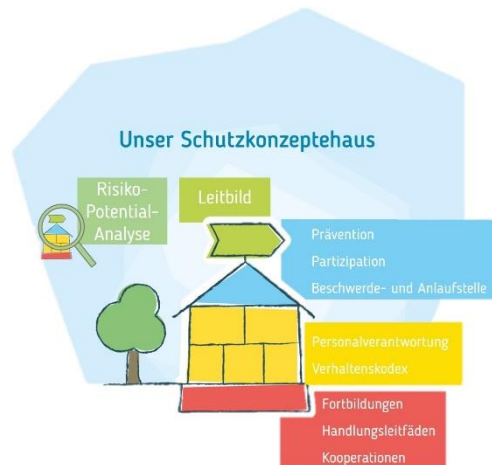 Unser Schutzkonzeptehaus
Risiko-
Potential-
Analyse
Leitbild
Prävention
Partizipation
Beschwerde- und Anlaufstelle
Personalverantwortung
Verhaltenskodex
Fortbildungen
Handlungsleitfäden
Kooperationen